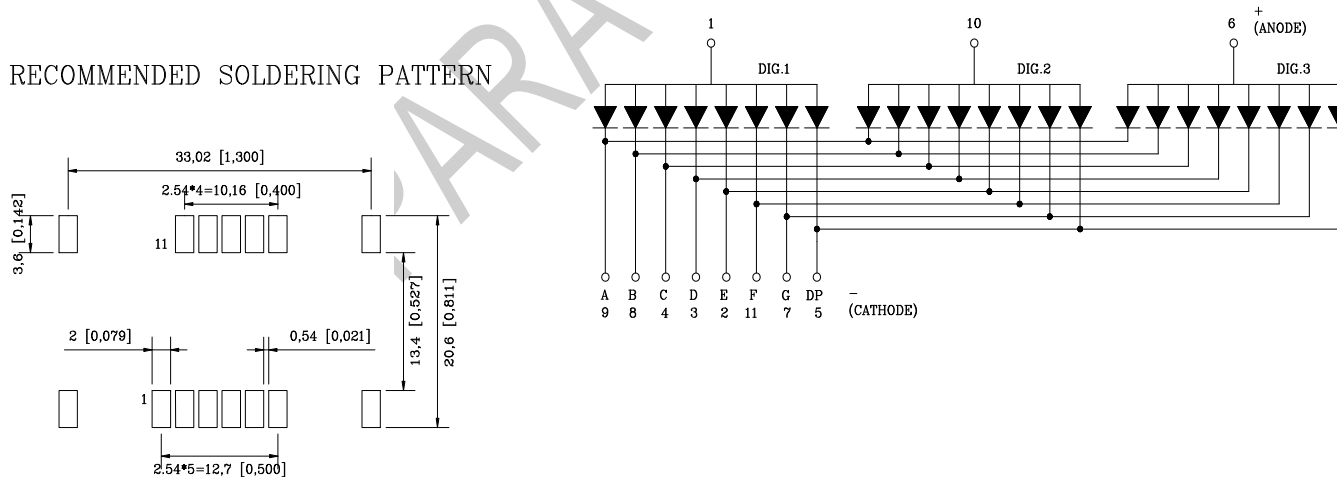 RECOMMENDED SOLDERING PATTERN
33,02 [1,300]
2.54*4=10,16 [0,400]
3,6 [0,142]
11
13,4 [0,527]
20,6 [0,811]
2 [0,079]
0,54 [0,021]
1
2.54*5=12,7 [0,500]
PARA
1
10
6
+
(ANODE)
DIG.1
DIG.2
DIG.3
A B C D E F G DP −
9 8 4 3 2 11 7 5 (CATHODE)